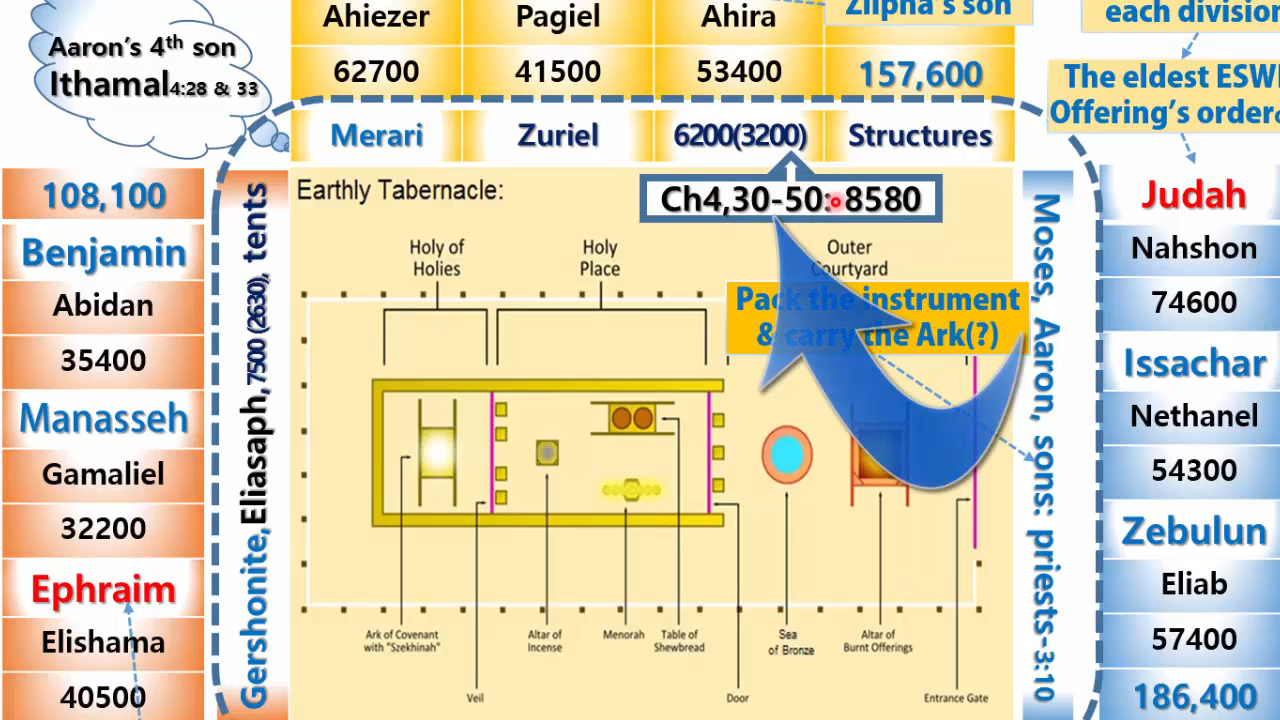 Aaron's 4th son
Ithamal4:28 & 33
Ahiezer
Pagiel
Ahira
Zilpha's son
62700
41500
53400
157,600
each division
The eldest
Offering's
Merari
Zuriel
6200(3200)
Structures
108,100
Benjamin
Abidan
35400
Manasseh
Gamaliel
32200
Ephraim
Elishama
40500
Gershonite, Eliasaph, 7500 (2630), tents
Earthly Tabernacle:
Ch4,30-50: 8580
Holy of
Holies
Holy
Place
Outer
Courtyard
Pack the instrument
& carry the Ark(?)
Ark of Covenant
with "Szekhinah"
Altar of
Incense
Menorah
Table of
Shewbread
Sea
of Bronze
Altar of
Burnt Offerings
Veil
Door
Entrance Gate
Moses, Aaron, sons: priests-3:10
Judah
Nahshon
74600
Issachar
Nethanel
54300
Zebulun
Eliab
57400
186,400